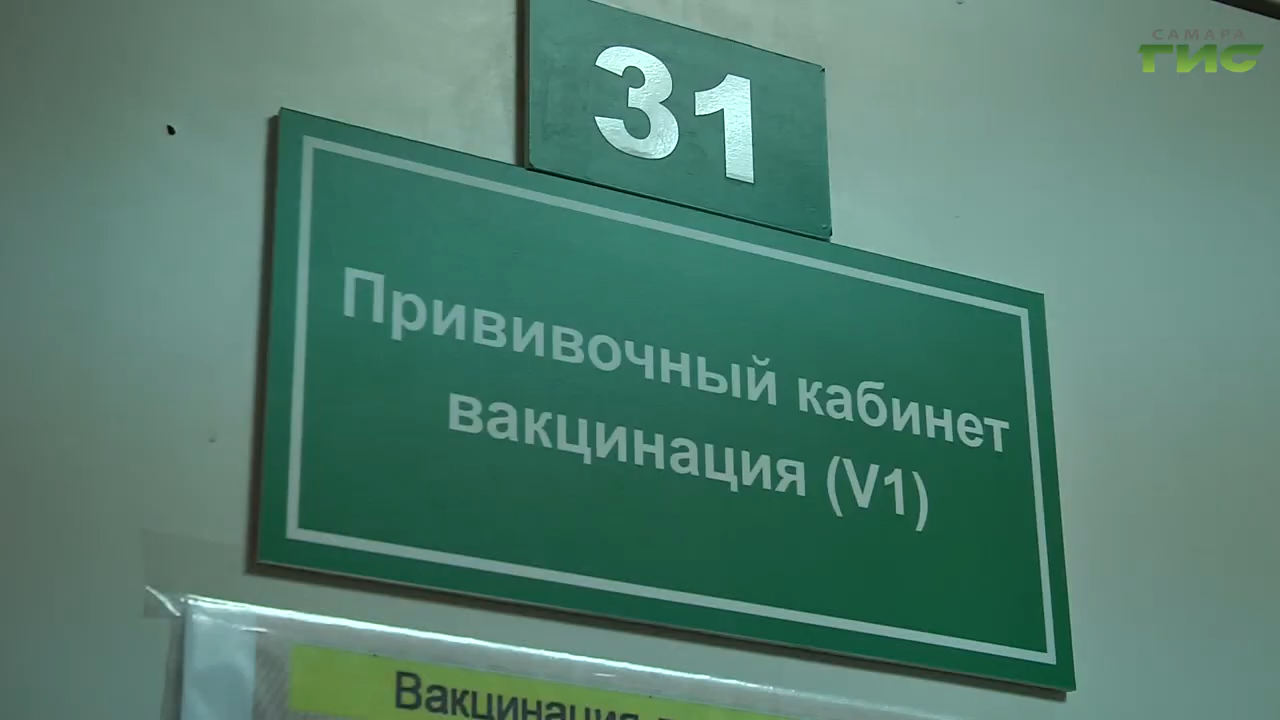 САМАРА
ГИС
31
Прививочный кабинет
вакцинация (V1)
Вакцинация